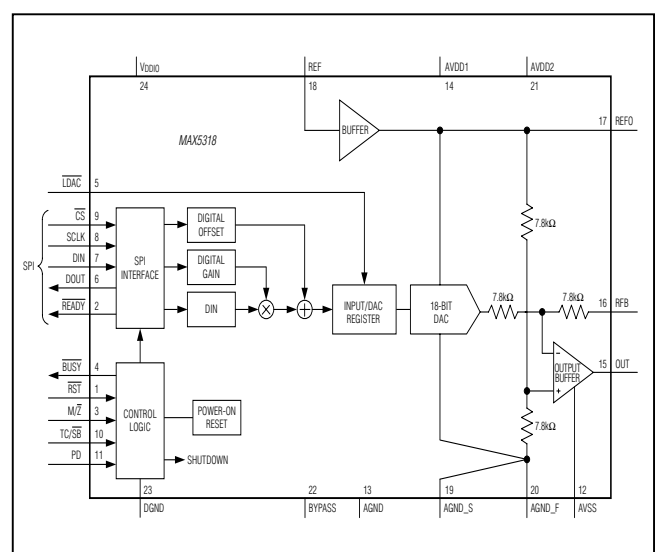 VDDIO REF AVDD1 AVDD2
24 18 14 21
MAX5318
BUFFER
17 REFO
LDAC 5
7.8kΩ
SPI
CS 9
SCLK 8
DIN 7
DOUT 6
READY 2
SPI
INTERFACE
DIGITAL
OFFSET
DIGITAL
GAIN
DIN
×
+
INPUT/DAC
REGISTER
18-BIT
DAC
7.8kΩ
7.8kΩ
16 RFB
OUTPUT
BUFFER
-
+
15 OUT
7.8kΩ
BUSY 4
RST 1
M/Z 3
TC/SB 10
PD 11
CONTROL
LOGIC
POWER-ON
RESET
SHUTDOWN
23 22 13 19 20 12
DGND BYPASS AGND AGND_S AGND_F AVSS